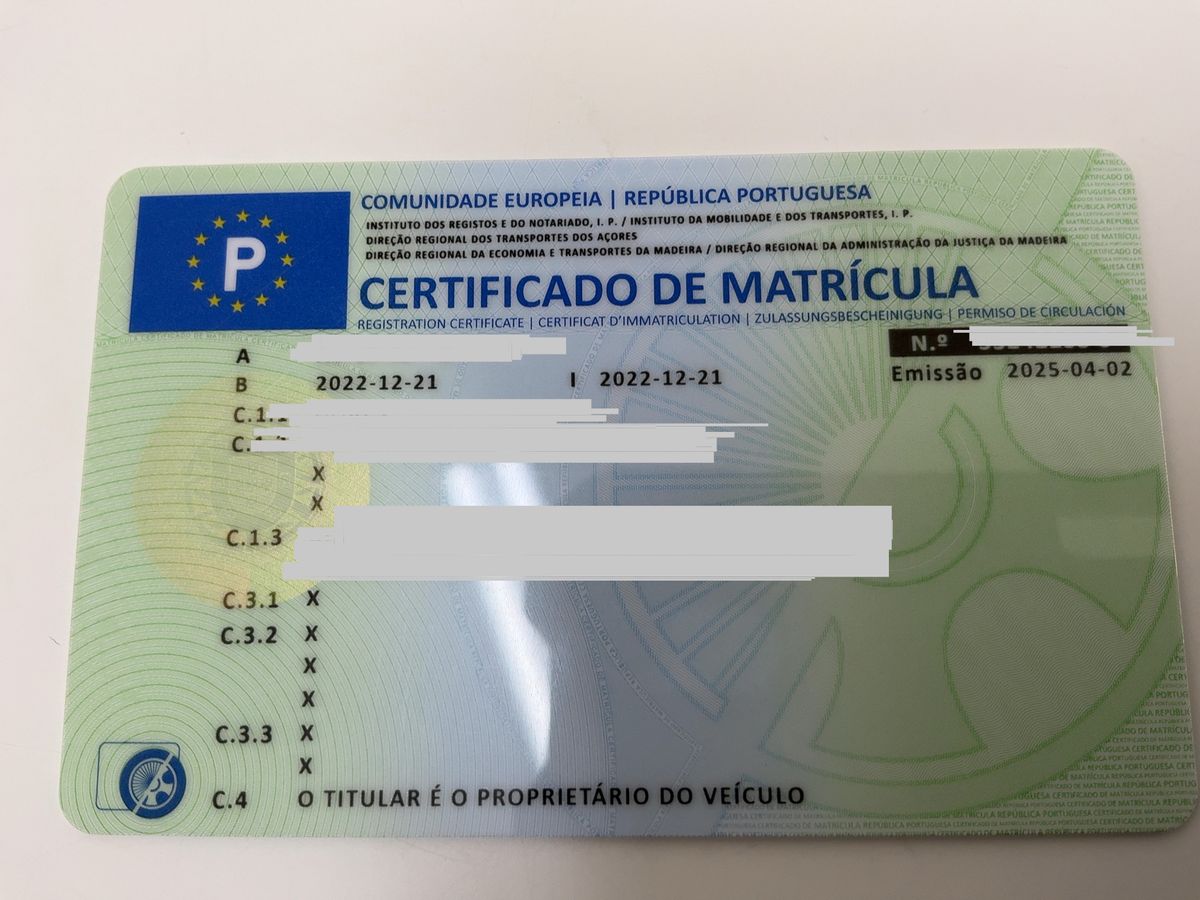 P
COMUNIDADE EUROPEIA | REPÚBLICA PORTUGUESA
INSTITUTO DOS REGISTOS E DO NOTARIADO, I. P. / INSTITUTO DA MOBILIDADE E DOS TRANSPORTES, I. P.
DIREÇÃO REGIONAL DOS TRANSPORTES DOS AÇORES
DIREÇÃO REGIONAL DA ECONOMIA E TRANSPORTES DA MADEIRA / DIREÇÃO REGIONAL DA ADMINISTRAÇÃO DA JUSTIÇA DA MADEIRA
CERTIFICADO DE MATRÍCULA
REGISTRATION CERTIFICATE | CERTIFICAT D'IMMATRICULATION | ZULASSUNGSBESCHEINIGUNG | PERMISO DE CIRCULACIÓN
A
N.º
B 2022-12-21 I 2022-12-21
Emissão 2025-04-02
C.1.1
C.
X
X
C.1.3
C.3.1 X
C.3.2 X
X
X
C.3.3 X
X
C.4 O TITULAR É O PROPRIETÁRIO DO VEÍCULO